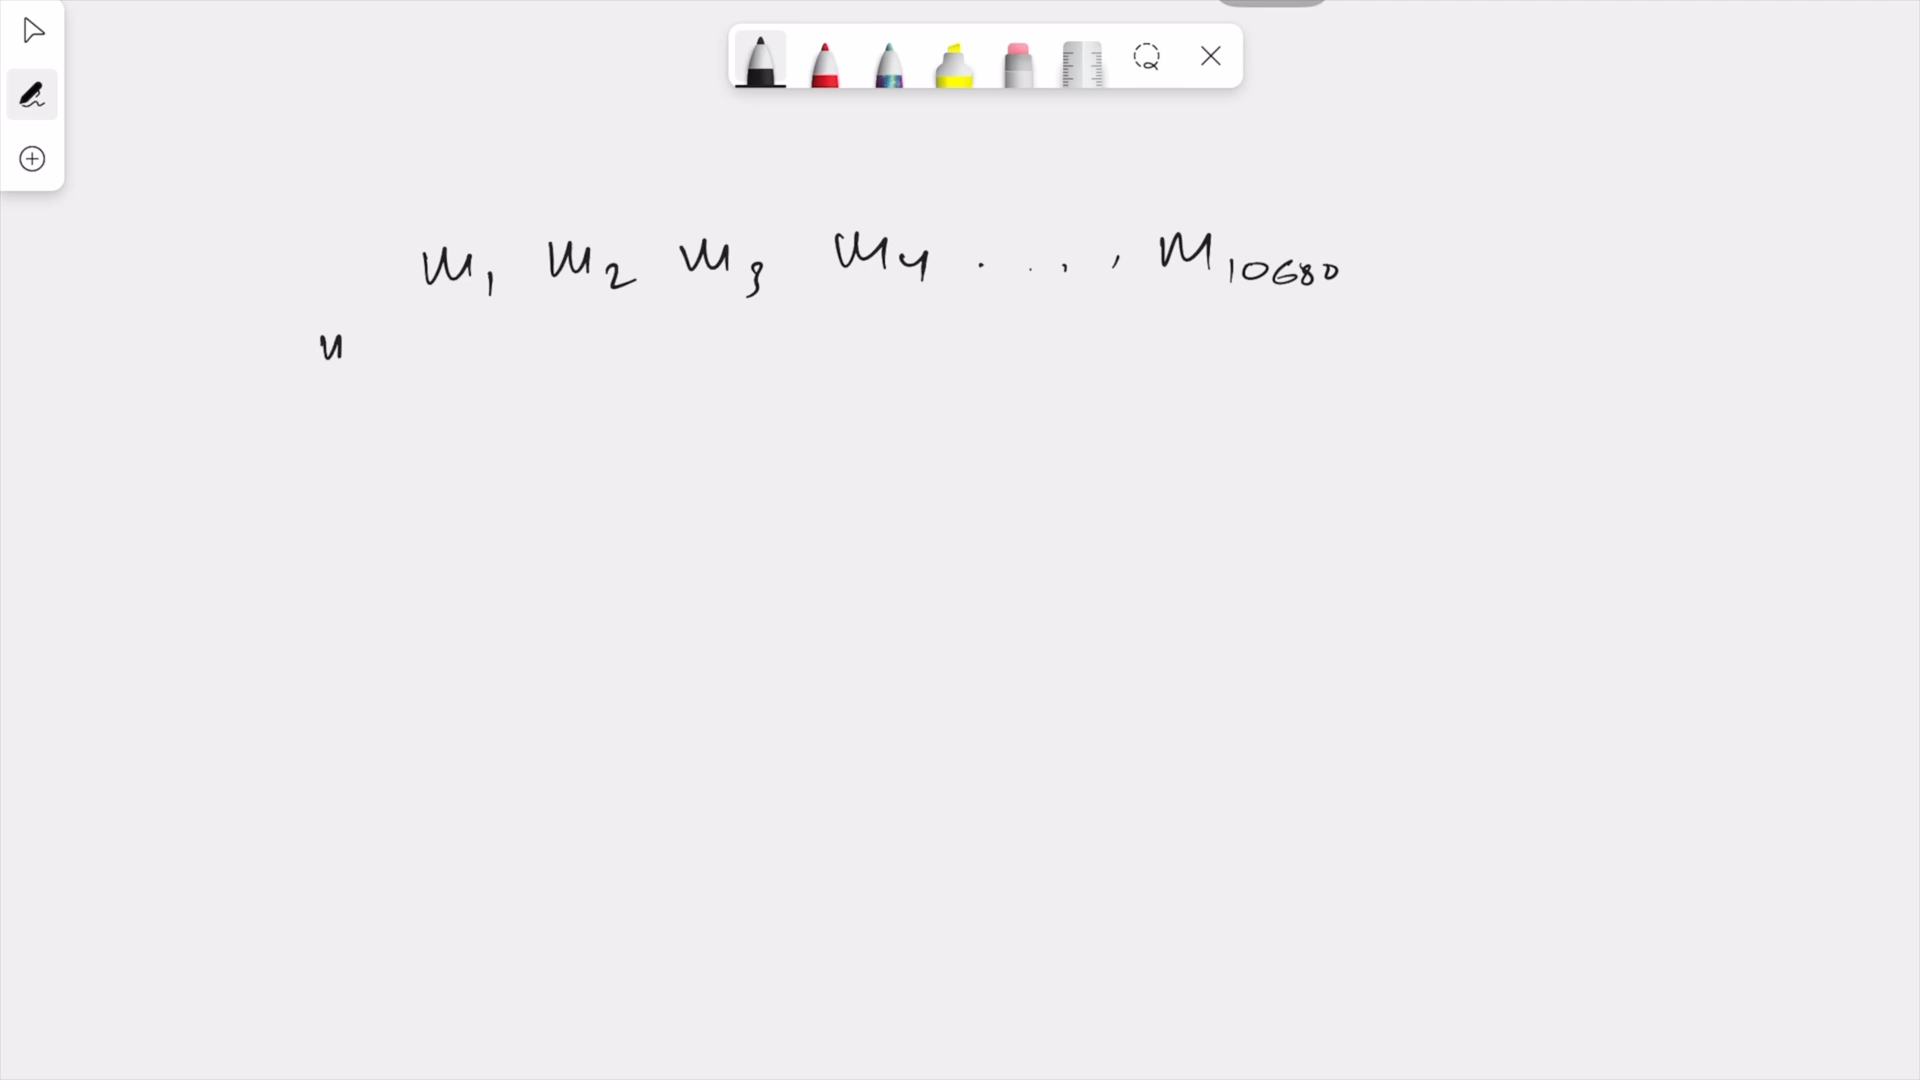 m₁ m₂ m₃ m₄ . . . , , m₁₀₆₈₀
u